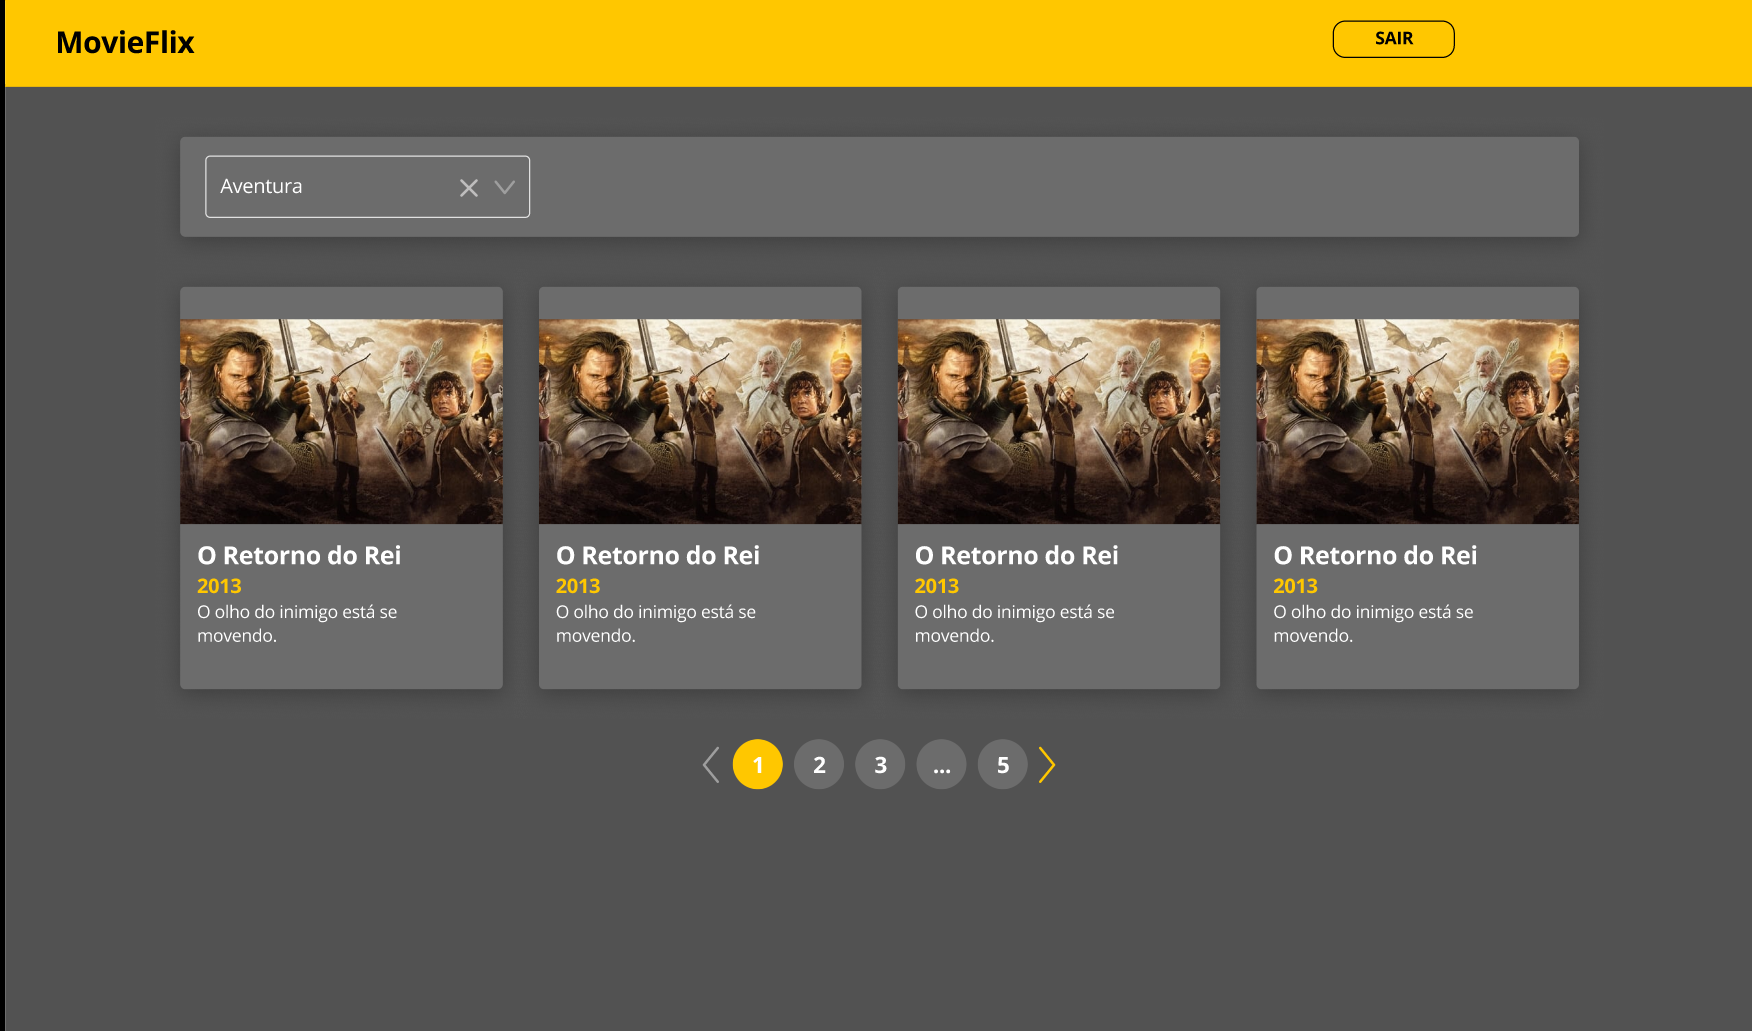 MovieFlix
SAIR
Aventura
O Retorno do Rei
2013
O olho do inimigo está se
movendo.
O Retorno do Rei
2013
O olho do inimigo está se
movendo.
O Retorno do Rei
2013
O olho do inimigo está se
movendo.
O Retorno do Rei
2013
O olho do inimigo está se
movendo.
1 2 3 ... 5